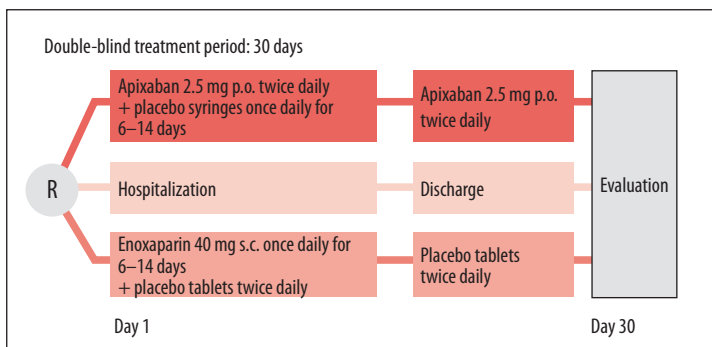 Double-blind treatment period: 30 days
Apixaban 2.5 mg p.o. twice daily
+ placebo syringes once daily for
6–14 days
Apixaban 2.5 mg p.o.
twice daily
R
Hospitalization
Discharge
Evaluation
Enoxaparin 40 mg s.c. once daily for
6–14 days
+ placebo tablets twice daily
Placebo tablets
twice daily
Day 1
Day 30